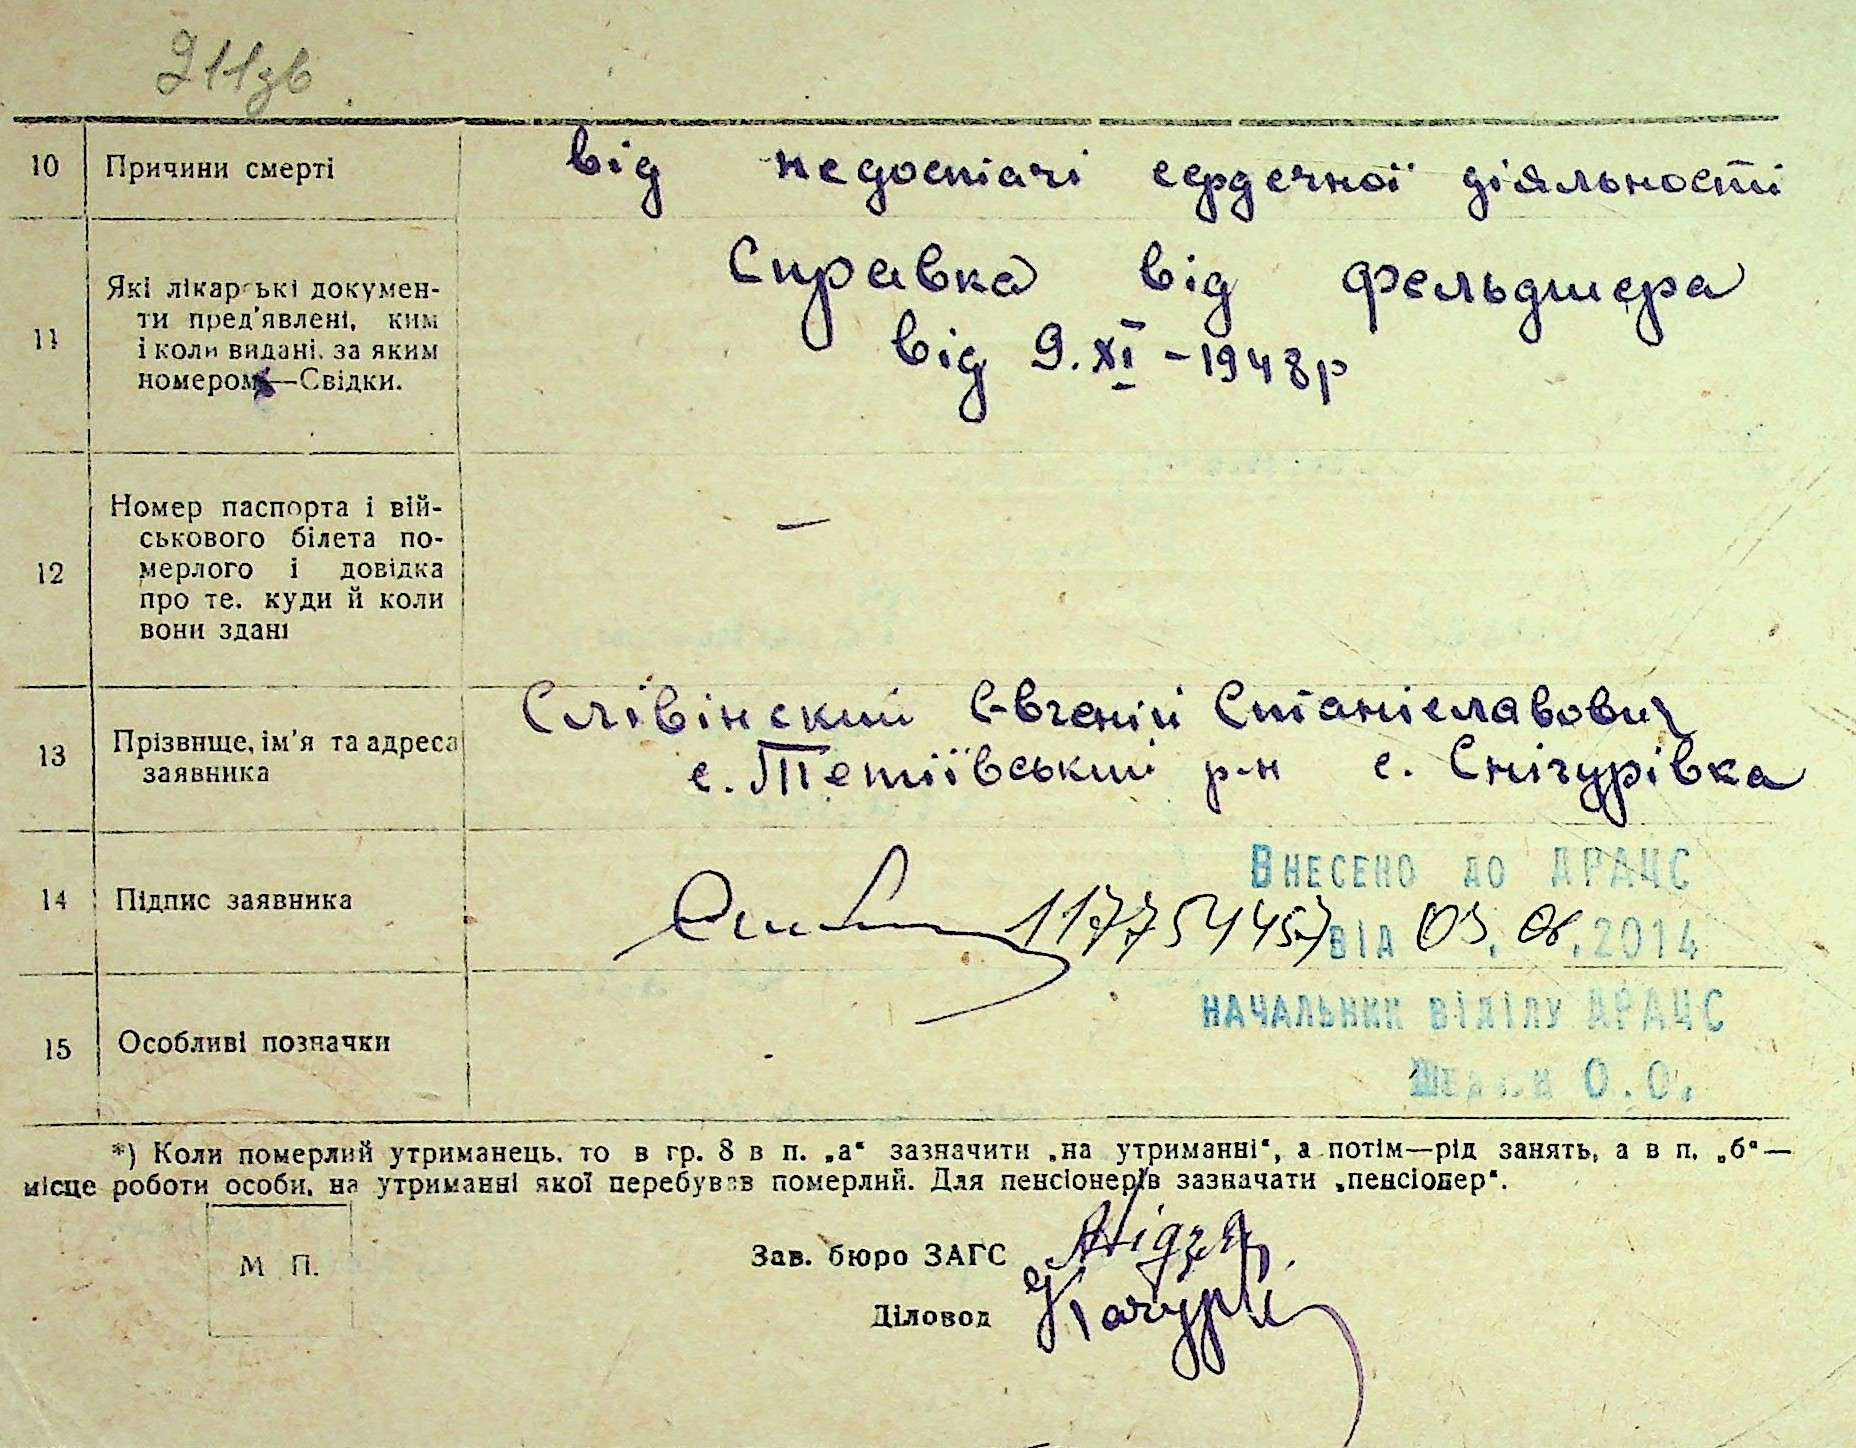 211зв
10 Причини смерті від недостачі сердечної діяльности
11 Які лікарські докумен-
ти пред'явлені, ким
і коли видані, за яким
номером—Свідки.
Справка від фельдшера
від 9.XI-1948р
12 Номер паспорта і вій-
ськового білета по-
мерлого і довідка
про те, куди й коли
вони здані
—
13 Прізвище, ім'я та адреса
заявника
Слівінский Євгеній Станіславович
с. Тетіївський р-н с. Снігурівка
14 Підпис заявника
Внесено до ДРАЦС
від 03.06.2014
начальник відділу ДРАЦС
О.О.
15 Особливі позначки
*) Коли померлий утриманець, то в гр. 8 в п. „а“ зазначити „на утриманні“, а потім—рід занять, а в п. „б“—
місце роботи особи, на утриманні якої перебував померлий. Для пенсіонерів зазначати „пенсіонер“.
М П.
Зав. бюро ЗАГС
Діловод